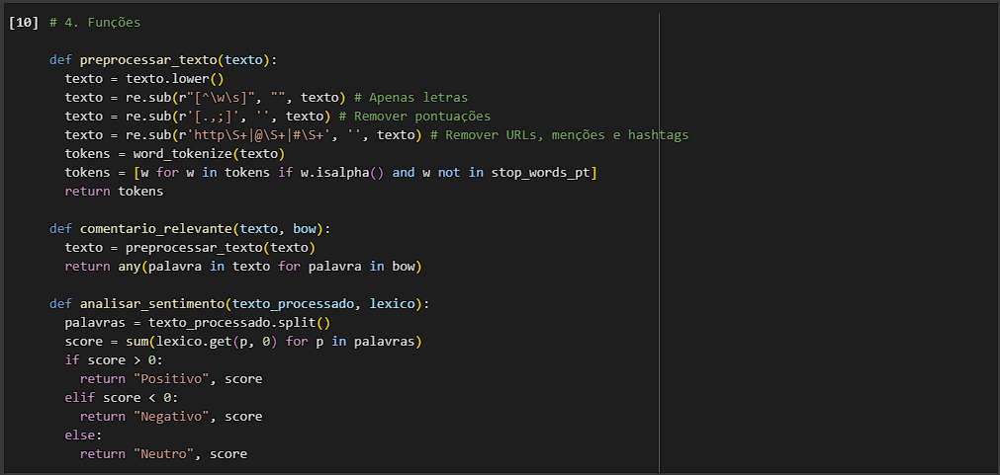 [10] # 4. Funções
def preprocessar_texto(texto):
texto = texto.lower()
texto = re.sub(r"[^\w\s]", "", texto) # Apenas letras
texto = re.sub(r'[.,;]', '', texto) # Remover pontuações
texto = re.sub(r'http\S+|@\S+|#\S+', '', texto) # Remover URLs, menções e hashtags
tokens = word_tokenize(texto)
tokens = [w for w in tokens if w.isalpha() and w not in stop_words_pt]
return tokens
def comentario_relevante(texto, bow):
texto = preprocessar_texto(texto)
return any(palavra in texto for palavra in bow)
def analisar_sentimento(texto_processado, lexico):
palavras = texto_processado.split()
score = sum(lexico.get(p, 0) for p in palavras)
if score > 0:
return "Positivo", score
elif score < 0:
return "Negativo", score
else:
return "Neutro", score